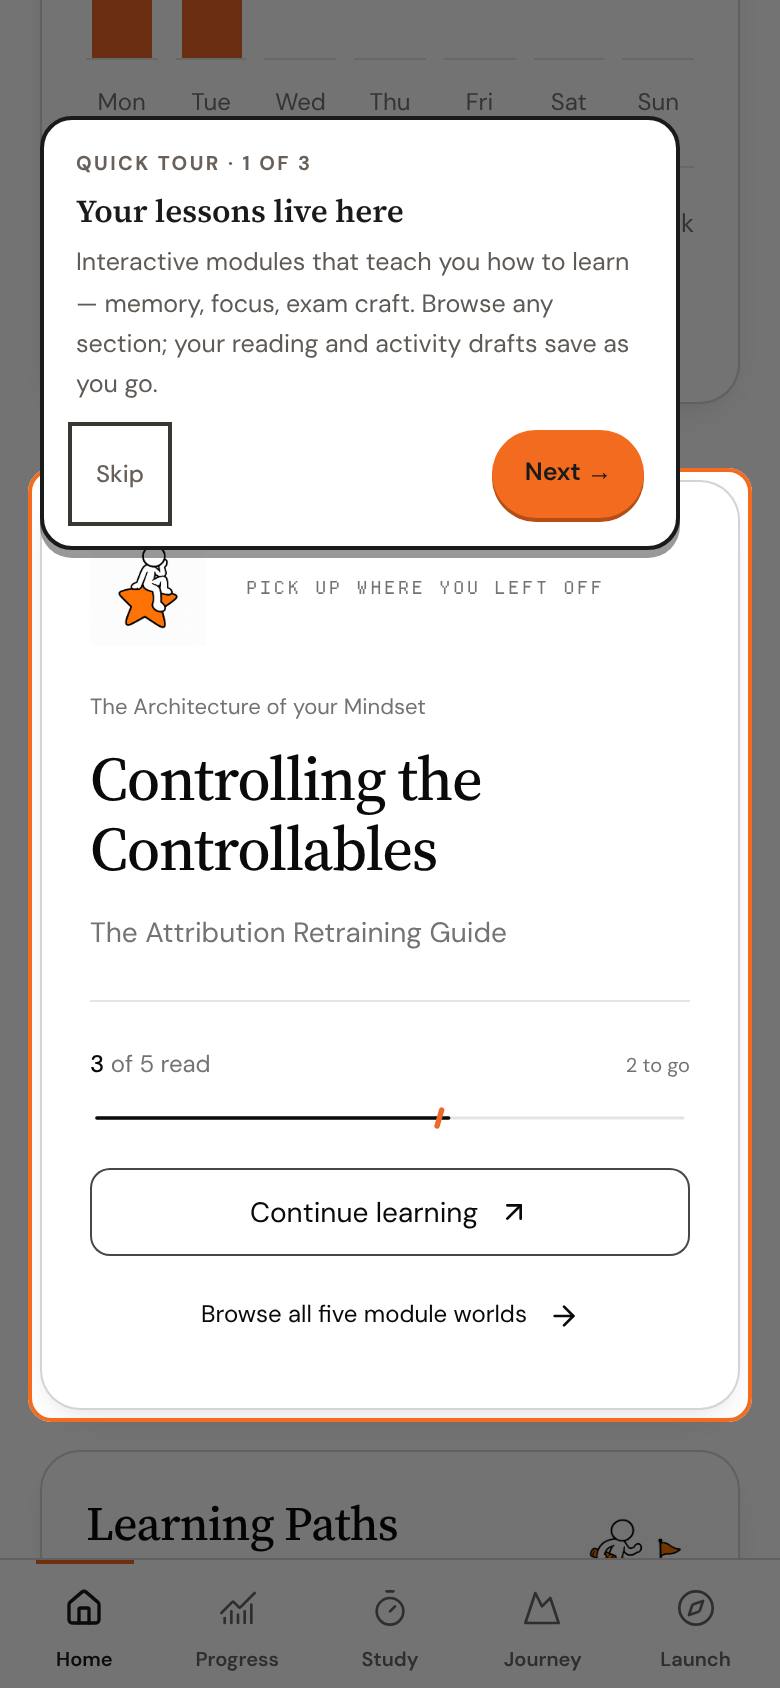 Mon Tue Wed Thu Fri Sat Sun
QUICK TOUR · 1 OF 3
Your lessons live here
Interactive modules that teach you how to learn
— memory, focus, exam craft. Browse any
section; your reading and activity drafts save as
you go.
Skip
Next →
PICK UP WHERE YOU LEFT OFF
The Architecture of your Mindset
Controlling the
Controllables
The Attribution Retraining Guide
3 of 5 read
2 to go
Continue learning
Browse all five module worlds
Learning Paths
Home Progress Study Journey Launch